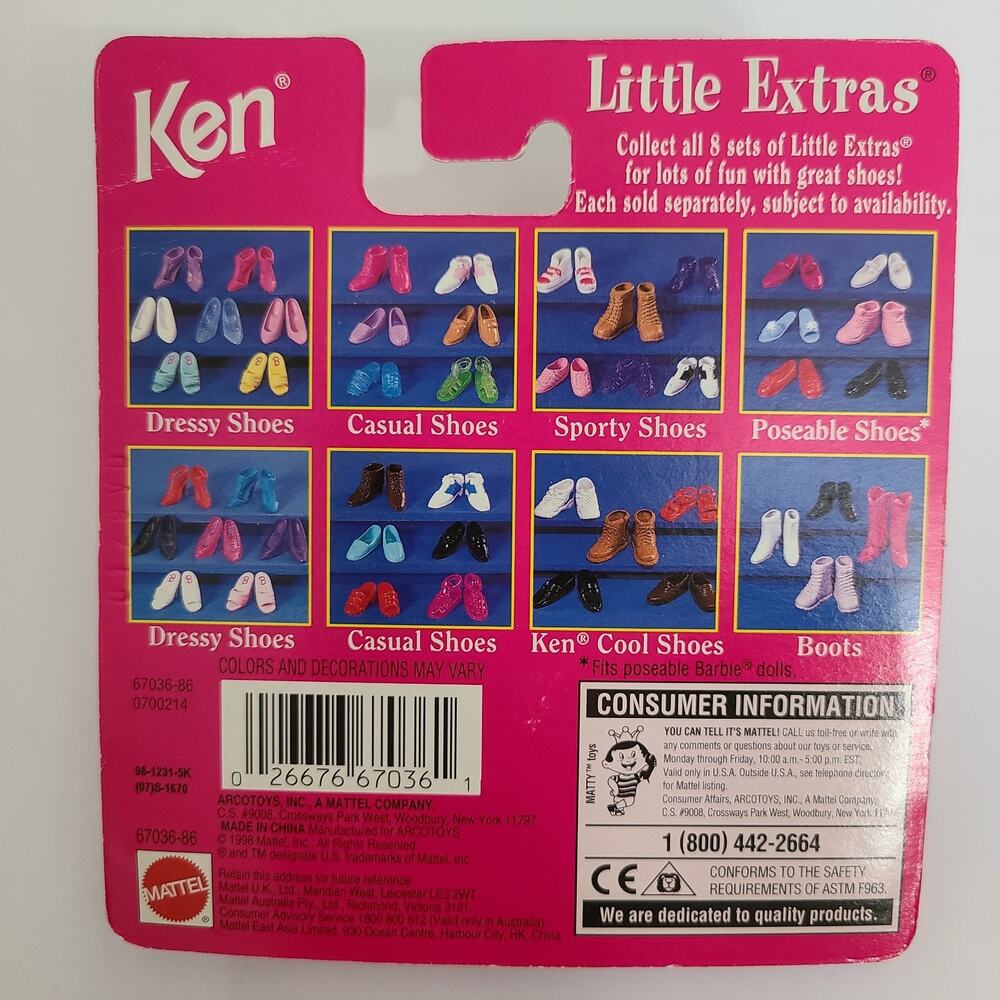 Ken®
Little Extras®
Collect all 8 sets of Little Extras®
for lots of fun with great shoes!
Each sold separately, subject to availability.
Dressy Shoes
Casual Shoes
Sporty Shoes
Poseable Shoes*
Dressy Shoes
Casual Shoes
Ken® Cool Shoes
Boots
COLORS AND DECORATIONS MAY VARY
*Fits poseable Barbie® dolls.
67036-86
0700214
98-1231-5K
(07)8-1670
67036-86
MATTEL®
0 26676 67036 1
ARCOTOYS, INC., A MATTEL COMPANY.
C.S. #9008, Crossways Park West, Woodbury, New York 11797
MADE IN CHINA Manufactured for ARCOTOYS
© 1998 Mattel, Inc. All Rights Reserved
® and TM designate U.S. trademarks of Mattel, Inc.
Retain this address for future reference:
Mattel U.K., Ltd., Meridian West, Leicester LE3 2WT
Mattel Australia Pty., Ltd., Richmond, Victoria 3121
Consumer Advisory Service 1800 800 812 (Valid only in Australia)
Mattel East Asia Limited, 930 Ocean Centre, Harbour City, HK, China
CONSUMER INFORMATION
MATTY™ toys
YOU CAN TELL IT'S MATTEL! CALL us toll-free or write with
any comments or questions about our toys or service.
Monday through Friday, 10:00 a.m.- 5:00 p.m. EST.
Valid only in U.S.A. Outside U.S.A., see telephone directory
for Mattel listing.
Consumer Affairs, ARCOTOYS, INC., A Mattel Company,
C.S. #9008, Crossways Park West, Woodbury, New York
1 (800) 442-2664
CE
CONFORMS TO THE SAFETY
REQUIREMENTS OF ASTM F963.
We are dedicated to quality products.